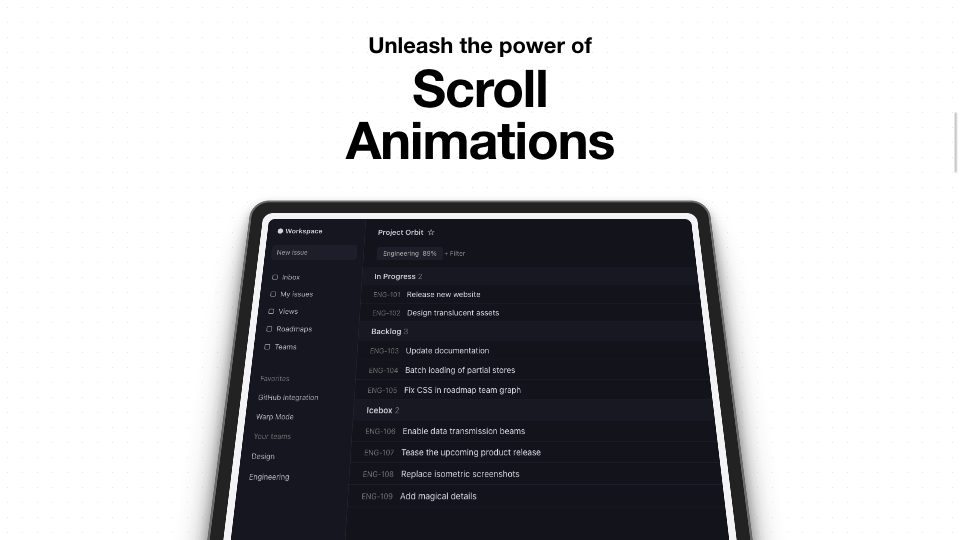 Unleash the power of
Scroll
Animations
Workspace
New issue
Inbox
My issues
Views
Roadmaps
Teams
Favorites
GitHub Integration
Warp Mode
Your teams
Design
Engineering
Project Orbit ☆
Engineering 89% + Filter
In Progress 2
ENG-101 Release new website
ENG-102 Design translucent assets
Backlog 3
ENG-103 Update documentation
ENG-104 Batch loading of partial stores
ENG-105 Fix CSS in roadmap team graph
Icebox 2
ENG-106 Enable data transmission beams
ENG-107 Tease the upcoming product release
ENG-108 Replace isometric screenshots
ENG-109 Add magical details